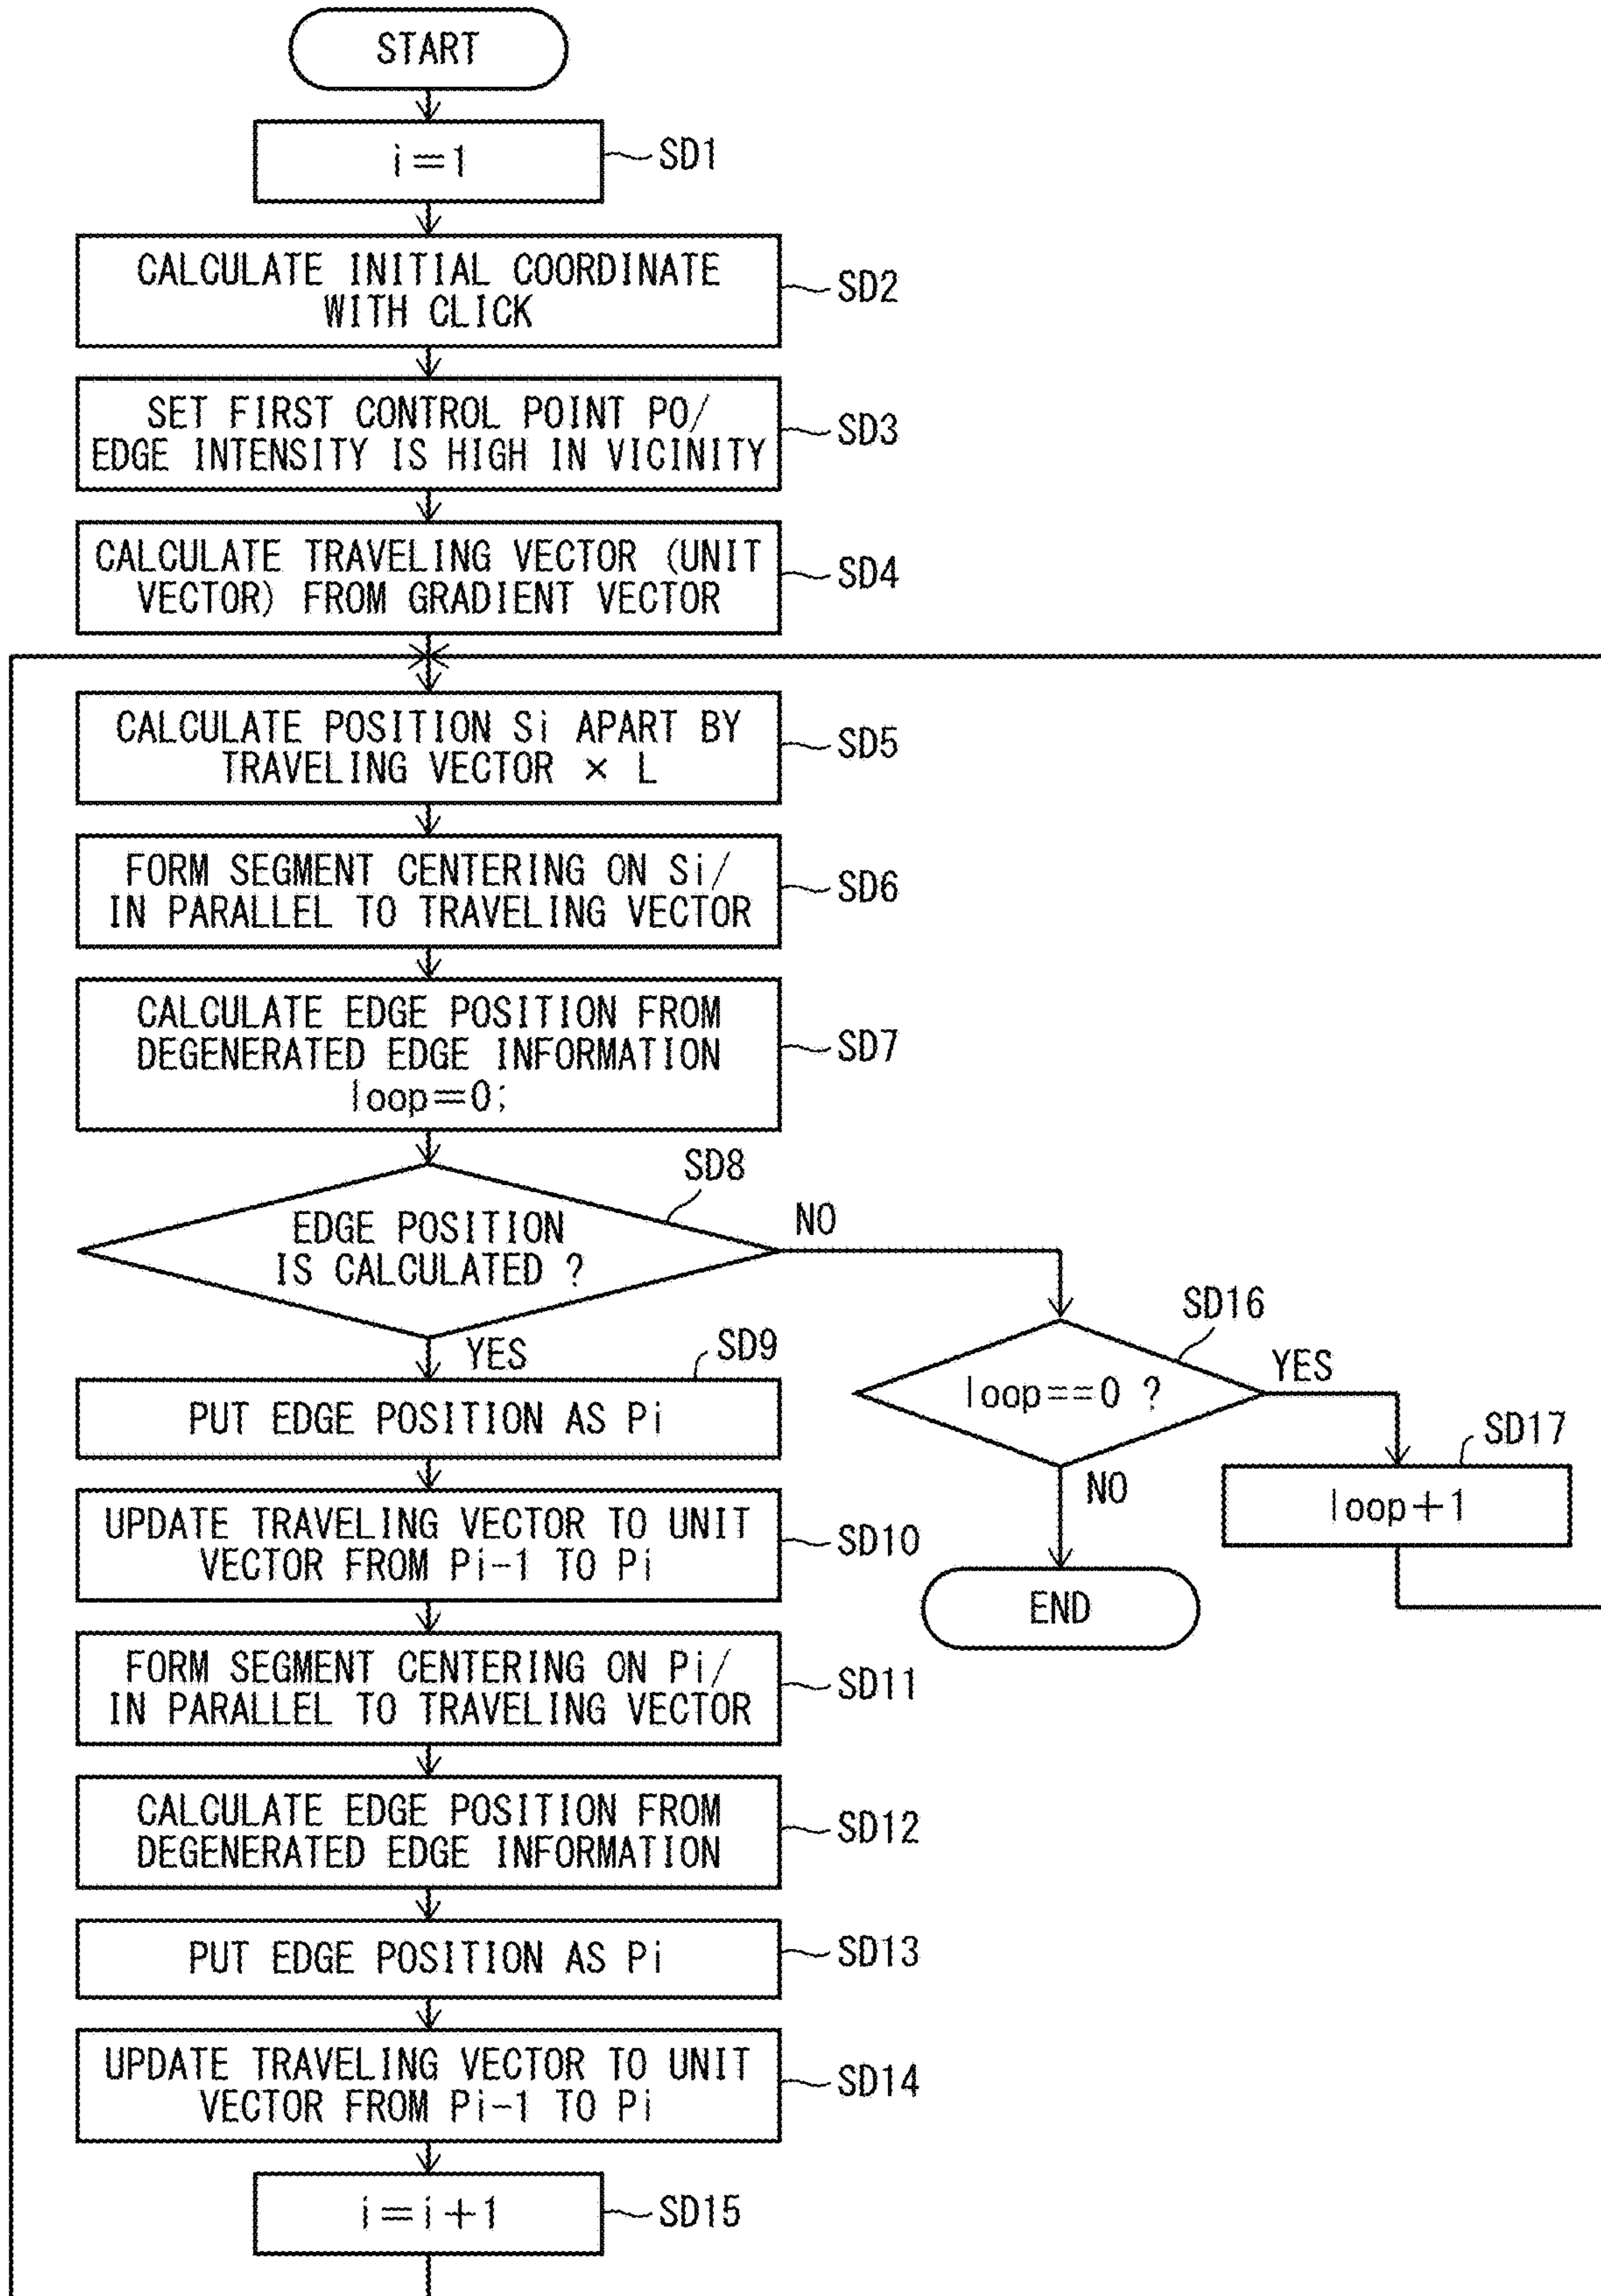 START
i=1
SD1
CALCULATE INITIAL COORDINATE
WITH CLICK
SD2
SET FIRST CONTROL POINT P0/
EDGE INTENSITY IS HIGH IN VICINITY
SD3
CALCULATE TRAVELING VECTOR (UNIT
VECTOR) FROM GRADIENT VECTOR
SD4
CALCULATE POSITION Si APART BY
TRAVELING VECTOR × L
SD5
FORM SEGMENT CENTERING ON Si/
IN PARALLEL TO TRAVELING VECTOR
SD6
CALCULATE EDGE POSITION FROM
DEGENERATED EDGE INFORMATION
loop=0;
SD7
SD8
EDGE POSITION
IS CALCULATED ?
NO
YES
SD16
loop==0 ?
YES
NO
SD17
loop+1
END
SD9
PUT EDGE POSITION AS Pi
UPDATE TRAVELING VECTOR TO UNIT
VECTOR FROM Pi-1 TO Pi
SD10
FORM SEGMENT CENTERING ON Pi/
IN PARALLEL TO TRAVELING VECTOR
SD11
CALCULATE EDGE POSITION FROM
DEGENERATED EDGE INFORMATION
SD12
PUT EDGE POSITION AS Pi
SD13
UPDATE TRAVELING VECTOR TO UNIT
VECTOR FROM Pi-1 TO Pi
SD14
i=i+1
SD15